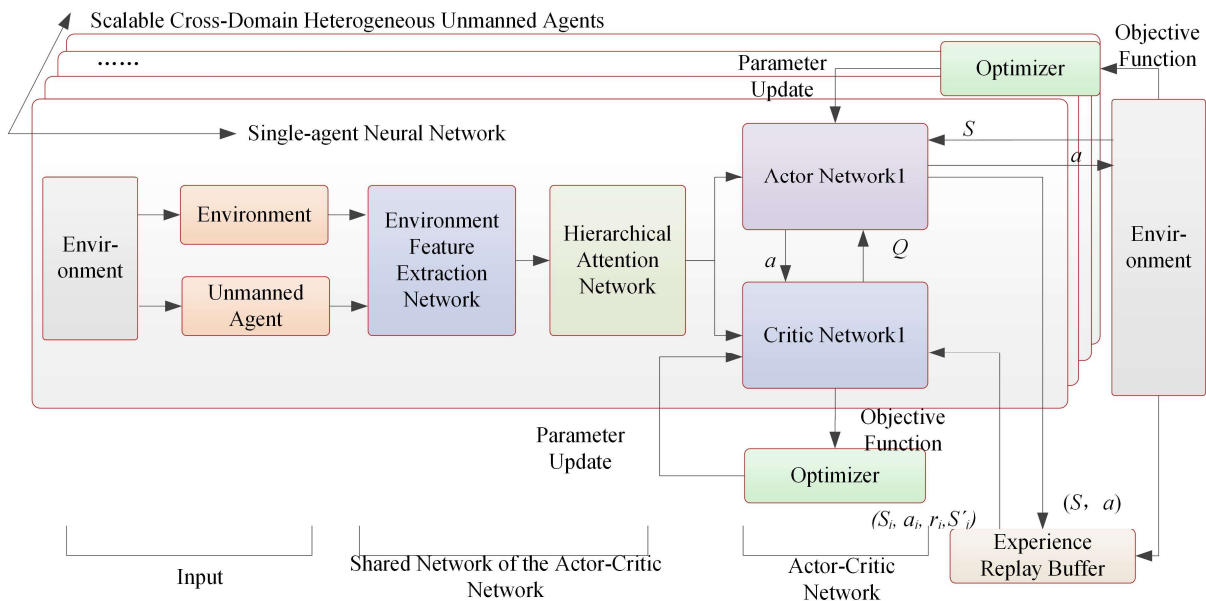 Scalable Cross-Domain Heterogeneous Unmanned Agents
……
Objective
Function
Parameter
Update
Optimizer
Single-agent Neural Network
S
a
Actor Network1
Envir-
onment
Environment
Unmanned
Agent
Environment
Feature
Extraction
Network
Hierarchical
Attention
Network
a
Q
Critic Network1
Envir-
onment
Parameter
Update
Objective
Function
Optimizer
(Si, ai, ri,S′i)
(S, a)
Experience
Replay Buffer
Input
Shared Network of the Actor-Critic
Network
Actor-Critic
Network